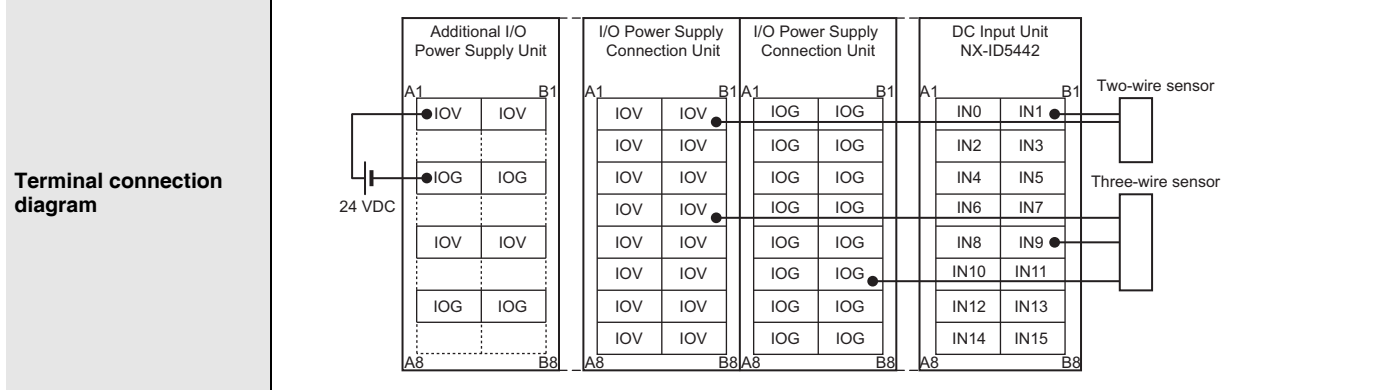 Terminal connection
diagram
Additional I/O
Power Supply Unit
I/O Power Supply
Connection Unit
I/O Power Supply
Connection Unit
DC Input Unit
NX-ID5442
A1 B1 A1 B1 A1 B1 A1 B1
Two-wire sensor
IOV IOV IOV IOV IOG IOG IN0 IN1
IOV IOV IOG IOG IN2 IN3
IOG IOG IOV IOV IOG IOG IN4 IN5
Three-wire sensor
24 VDC
IOV IOV IOG IOG IN6 IN7
IOV IOV IOV IOV IOG IOG IN8 IN9
IOV IOV IOG IOG IN10 IN11
IOG IOG IOV IOV IOG IOG IN12 IN13
IOV IOV IOG IOG IN14 IN15
A8 B8 A8 B8 A8 B8 A8 B8